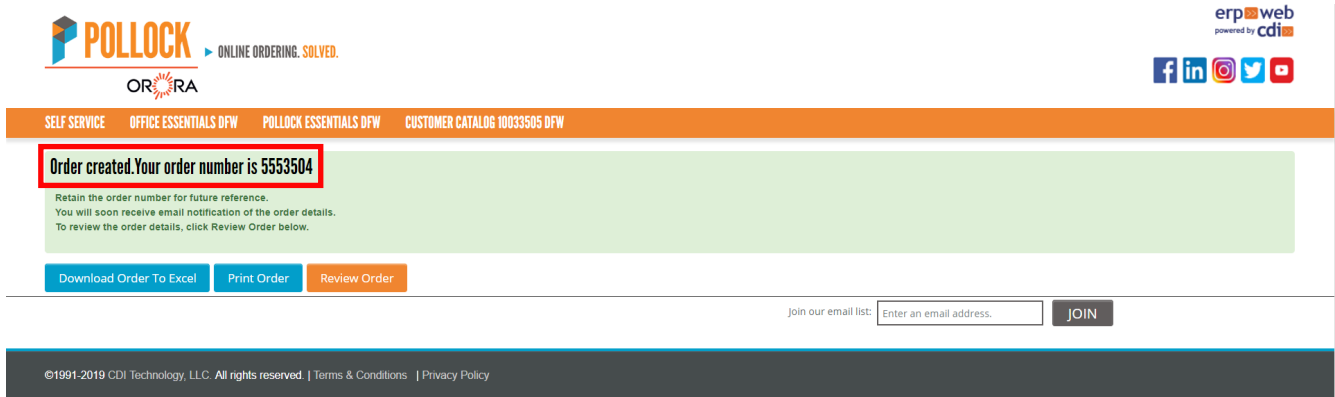 erp web
powered by cdi
POLLOCK
ONLINE ORDERING. SOLVED.
ORORA
SELF SERVICE OFFICE ESSENTIALS DFW POLLOCK ESSENTIALS DFW CUSTOMER CATALOG 10033505 DFW
Order created.Your order number is 5553504
Retain the order number for future reference.
You will soon receive email notification of the order details.
To review the order details, click Review Order below.
Download Order To Excel Print Order Review Order
Join our email list: Enter an email address. JOIN
©1991-2019 CDI Technology, LLC. All rights reserved. | Terms & Conditions | Privacy Policy